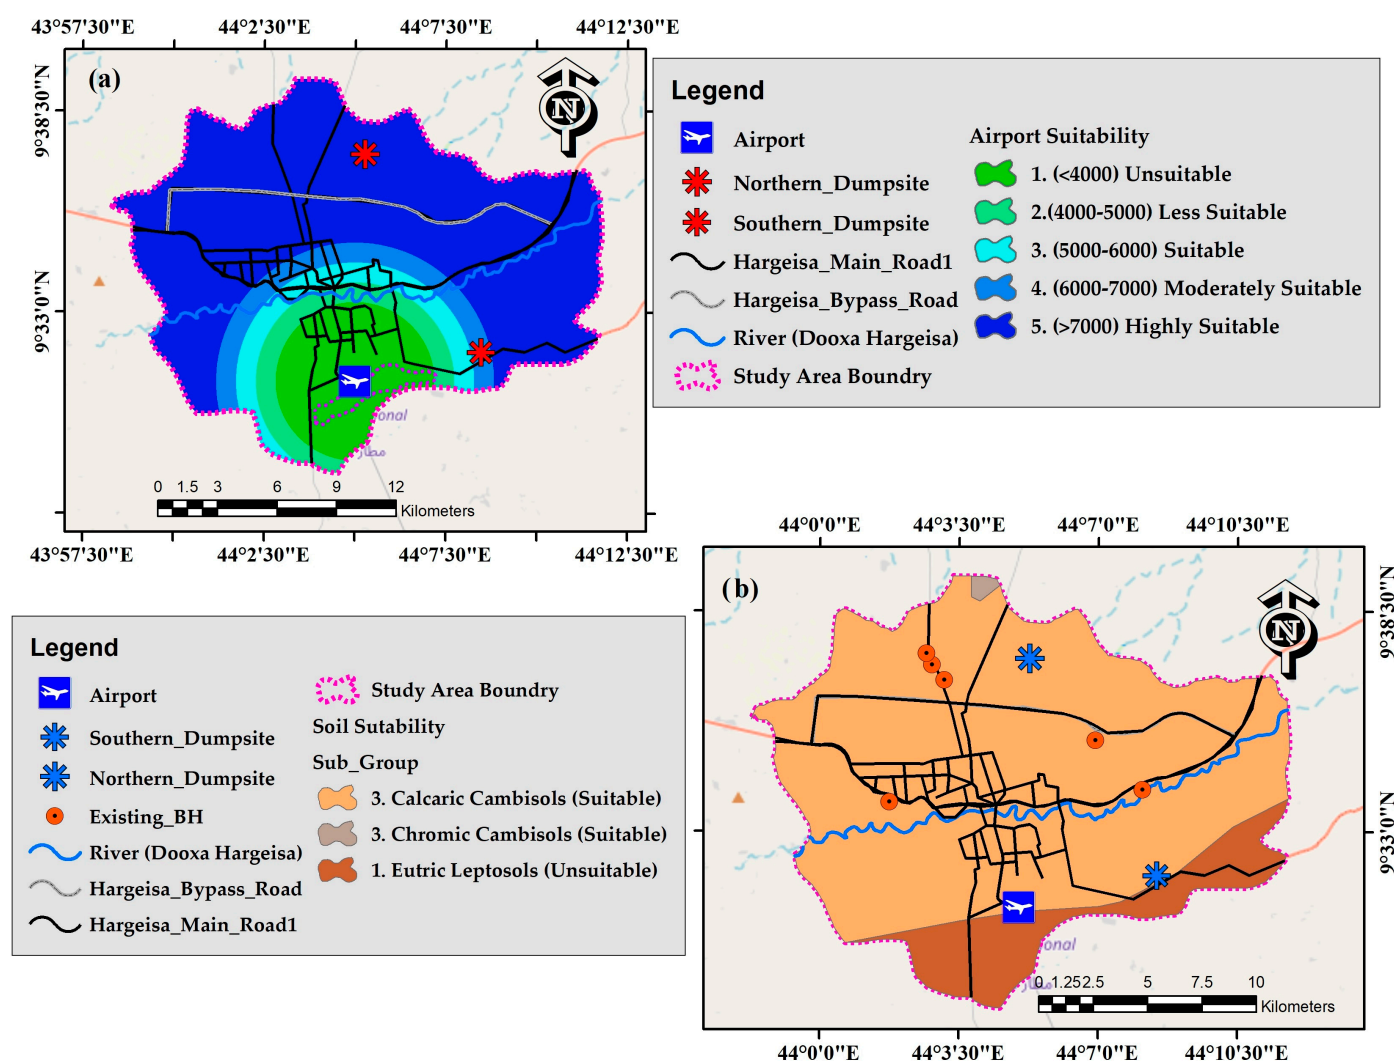 43°57'30"E 44°2'30"E 44°7'30"E 44°12'30"E
(a)
N
9°38'30"N
9°33'0"N
onal
مطار
0 1.5 3 6 9 12
Kilometers
43°57'30"E 44°2'30"E 44°7'30"E 44°12'30"E
Legend
Airport
Northern_Dumpsite
Southern_Dumpsite
Hargeisa_Main_Road1
Hargeisa_Bypass_Road
River (Dooxa Hargeisa)
Study Area Boundry
Airport Suitability
1. (<4000) Unsuitable
2.(4000-5000) Less Suitable
3. (5000-6000) Suitable
4. (6000-7000) Moderately Suitable
5. (>7000) Highly Suitable
Legend
Airport
Southern_Dumpsite
Northern_Dumpsite
Existing_BH
River (Dooxa Hargeisa)
Hargeisa_Bypass_Road
Hargeisa_Main_Road1
Study Area Boundry
Soil Sutability
Sub_Group
3. Calcaric Cambisols (Suitable)
3. Chromic Cambisols (Suitable)
1. Eutric Leptosols (Unsuitable)
44°0'0"E 44°3'30"E 44°7'0"E 44°10'30"E
(b)
N
9°38'30"N
9°33'0"N
onal
0 1.25 2.5 5 7.5 10
Kilometers
44°0'0"E 44°3'30"E 44°7'0"E 44°10'30"E